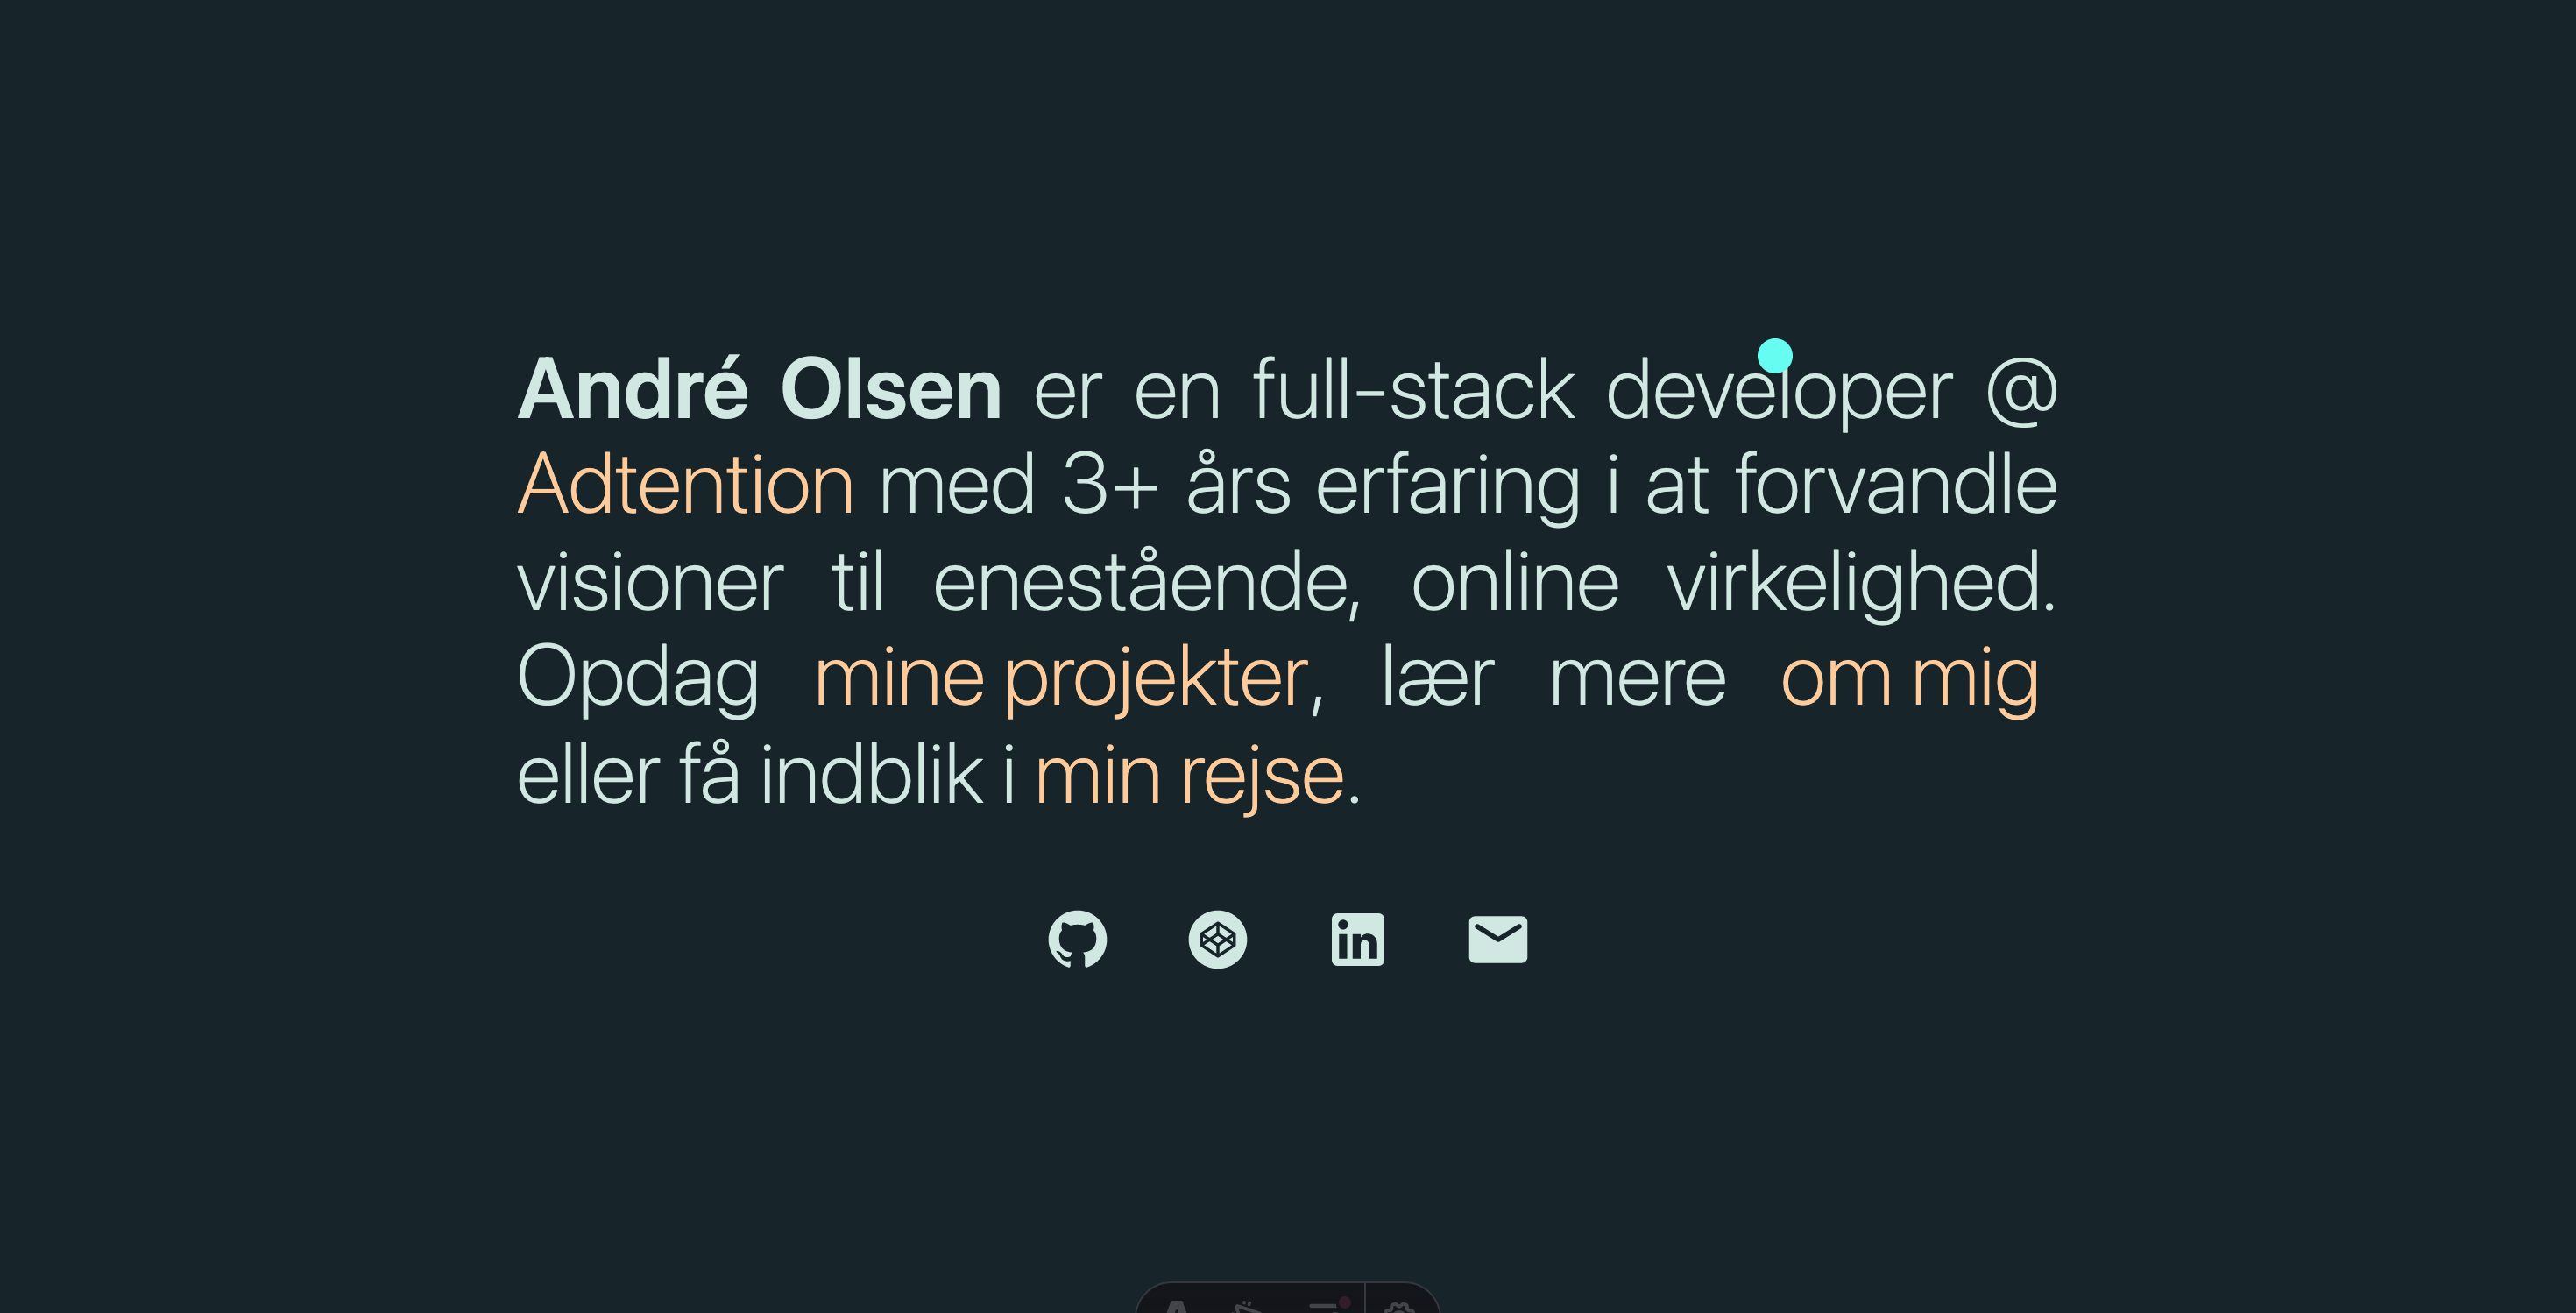 André Olsen er en full-stack developer @
Adtention med 3+ års erfaring i at forvandle
visioner til enestående, online virkelighed.
Opdag mine projekter, lær mere om mig
eller få indblik i min rejse.
in